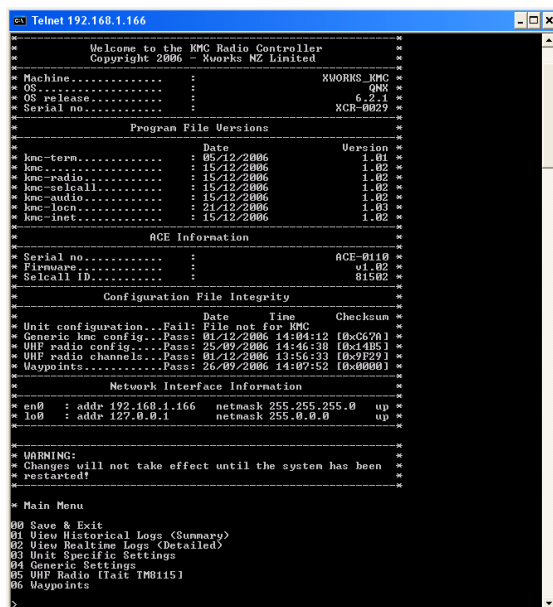 Telnet 192.168.1.166
*----------------------------------------------------------*
* Welcome to the KMC Radio Controller *
* Copyright 2006 - Xworks NZ Limited *
*----------------------------------------------------------*
* Machine.............. : XWORKS_KMC *
* OS................... : QNX *
* OS release........... : 6.2.1 *
* Serial no............ : XCR-0029 *
*----------------------------------------------------------*
* Program File Versions *
*----------------------------------------------------------*
* Date Version *
* kmc-term............. : 05/12/2006 1.01 *
* kmc.................. : 15/12/2006 1.02 *
* kmc-radio............ : 15/12/2006 1.02 *
* kmc-selcall.......... : 15/12/2006 1.02 *
* kmc-audio............ : 15/12/2006 1.02 *
* kmc-locn............. : 21/12/2006 1.03 *
* kmc-inet............. : 15/12/2006 1.02 *
*----------------------------------------------------------*
* ACE Information *
*----------------------------------------------------------*
* Serial no............ : ACE-0110 *
* Firmware............. : v1.02 *
* Selcall ID........... : 81502 *
*----------------------------------------------------------*
* Configuration File Integrity *
*----------------------------------------------------------*
* Date Time Checksum *
* Unit configuration...Fail: File not for KMC *
* Generic kmc config...Pass: 01/12/2006 14:04:12 [0xC67A] *
* VHF radio config.....Pass: 25/09/2006 14:46:38 [0x14B5] *
* VHF radio channels...Pass: 01/12/2006 13:56:33 [0x9F29] *
* Waypoints............Pass: 26/09/2006 14:07:52 [0x0000] *
*----------------------------------------------------------*
* Network Interface Information *
*----------------------------------------------------------*
* en0 : addr 192.168.1.166 netmask 255.255.255.0 up *
* lo0 : addr 127.0.0.1 netmask 255.0.0.0 up *
*----------------------------------------------------------*
*----------------------------------------------------------*
* WARNING: *
* Changes will not take effect until the system has been *
* restarted! *
*----------------------------------------------------------*
* Main Menu
00 Save & Exit
01 View Historical Logs (Summary)
02 View Realtime Logs (Detailed)
03 Unit Specific Settings
04 Generic Settings
05 VHF Radio [Tait TM8115]
06 Waypoints
>